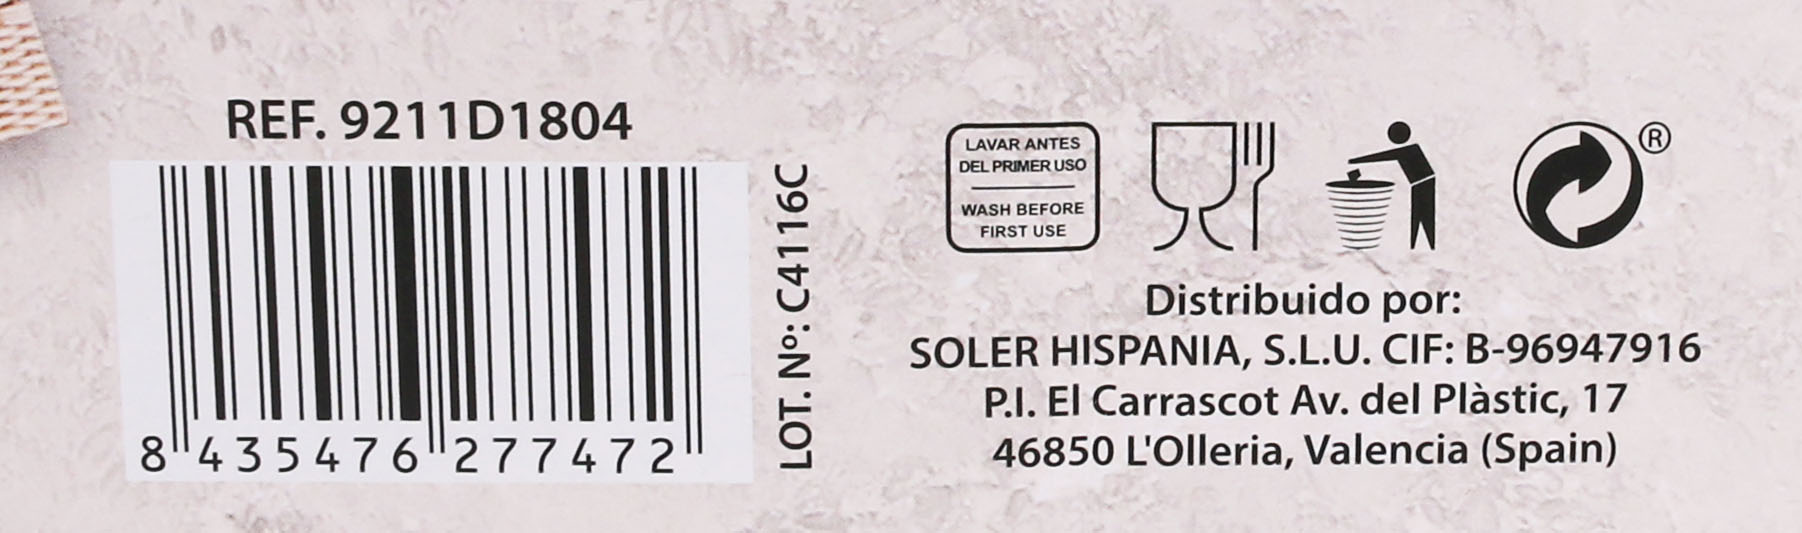 REF. 9211D1804
8 435476 277472
LOT. Nº: C4116C
LAVAR ANTES
DEL PRIMER USO
WASH BEFORE
FIRST USE
®
Distribuido por:
SOLER HISPANIA, S.L.U. CIF: B-96947916
P.I. El Carrascot Av. del Plàstic, 17
46850 L'Olleria, Valencia (Spain)